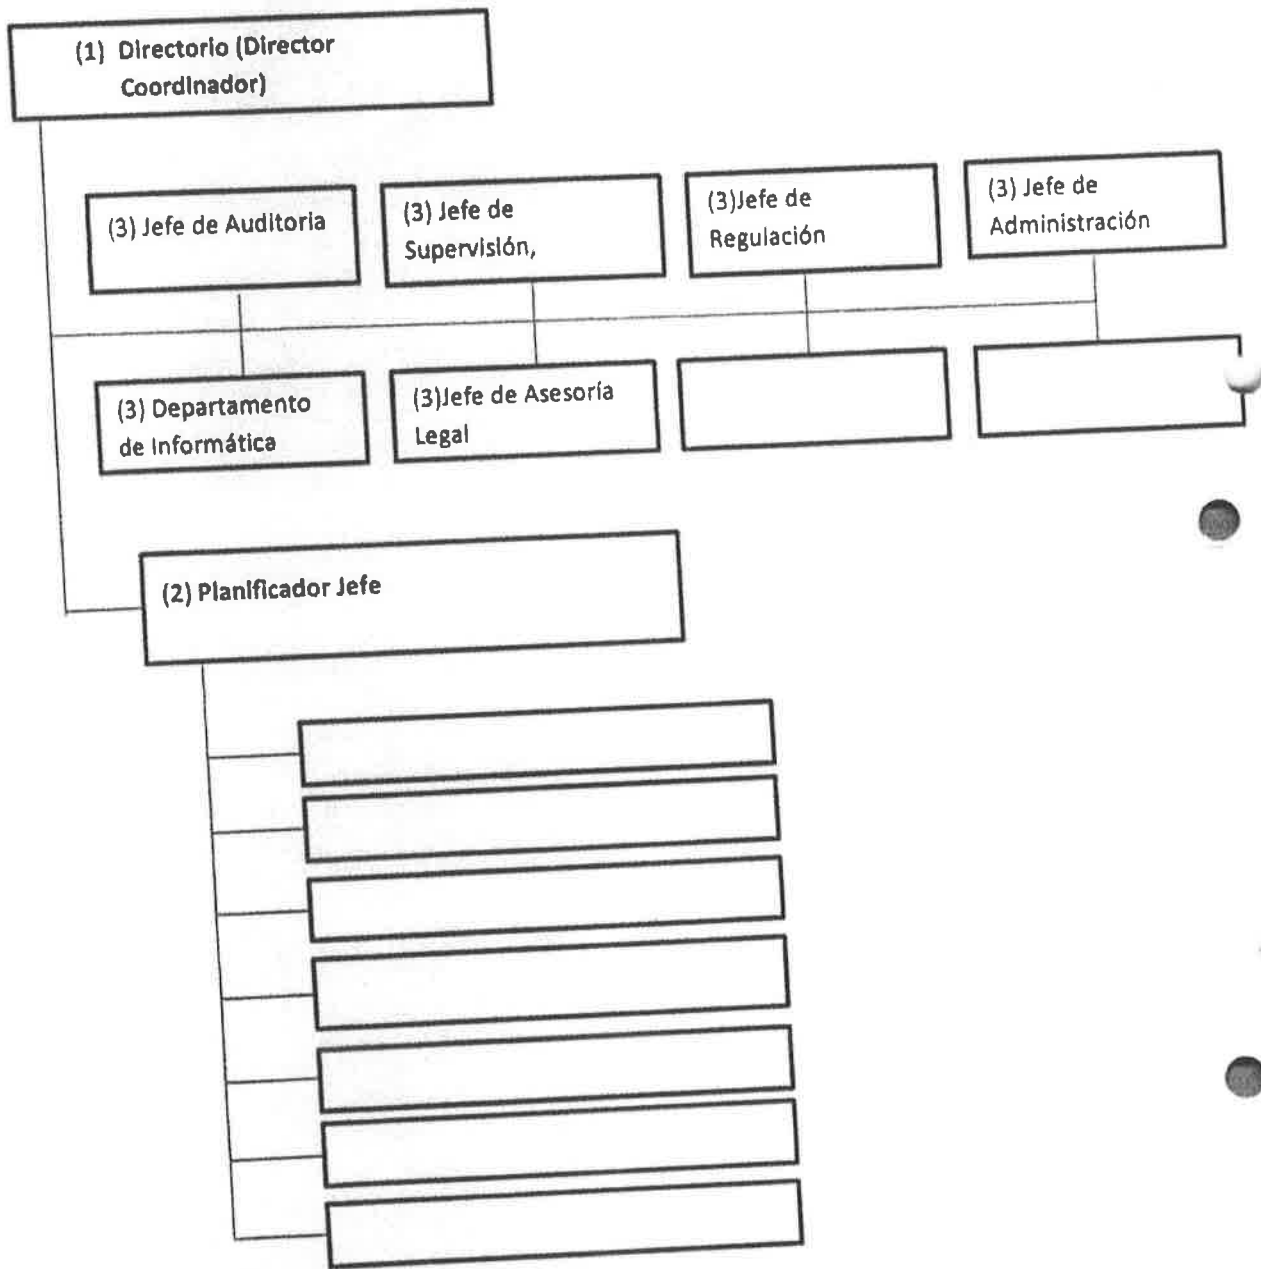 (1) Directorio (Director
Coordinador)
(3) Jefe de Auditoria
(3) Jefe de
Supervisión,
(3)Jefe de
Regulación
(3) Jefe de
Administración
(3) Departamento
de Informática
(3)Jefe de Asesoría
Legal
(2) Planificador Jefe